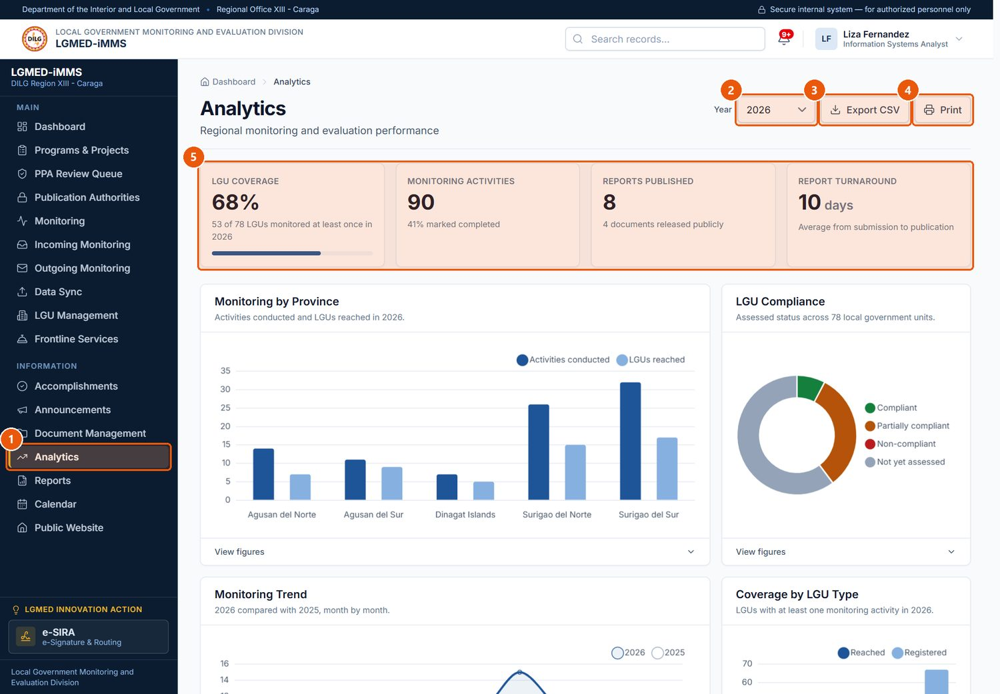 Department of the Interior and Local Government • Regional Office XIII - Caraga
Secure internal system — for authorized personnel only
DILG
LOCAL GOVERNMENT MONITORING AND EVALUATION DIVISION
LGMED-iMMS
Search records...
9+
LF
Liza Fernandez
Information Systems Analyst
LGMED-iMMS
DILG Region XIII - Caraga
MAIN
Dashboard
Programs & Projects
PPA Review Queue
Publication Authorities
Monitoring
Incoming Monitoring
Outgoing Monitoring
Data Sync
LGU Management
Frontline Services
INFORMATION
Accomplishments
Announcements
Document Management
1
Analytics
Reports
Calendar
Public Website
LGMED INNOVATION ACTION
e-SIRA
e-Signature & Routing
Local Government Monitoring and
Evaluation Division
Dashboard > Analytics
Analytics
Regional monitoring and evaluation performance
2
3
4
Year
2026
Export CSV
Print
5
LGU COVERAGE
68%
53 of 78 LGUs monitored at least once in
2026
MONITORING ACTIVITIES
90
41% marked completed
REPORTS PUBLISHED
8
4 documents released publicly
REPORT TURNAROUND
10 days
Average from submission to publication
Monitoring by Province
Activities conducted and LGUs reached in 2026.
Activities conducted
LGUs reached
35
30
25
20
15
10
5
0
Agusan del Norte
Agusan del Sur
Dinagat Islands
Surigao del Norte
Surigao del Sur
View figures
LGU Compliance
Assessed status across 78 local government units.
Compliant
Partially compliant
Non-compliant
Not yet assessed
View figures
Monitoring Trend
2026 compared with 2025, month by month.
2026
2025
16
14
Coverage by LGU Type
LGUs with at least one monitoring activity in 2026.
Reached
Registered
70
60